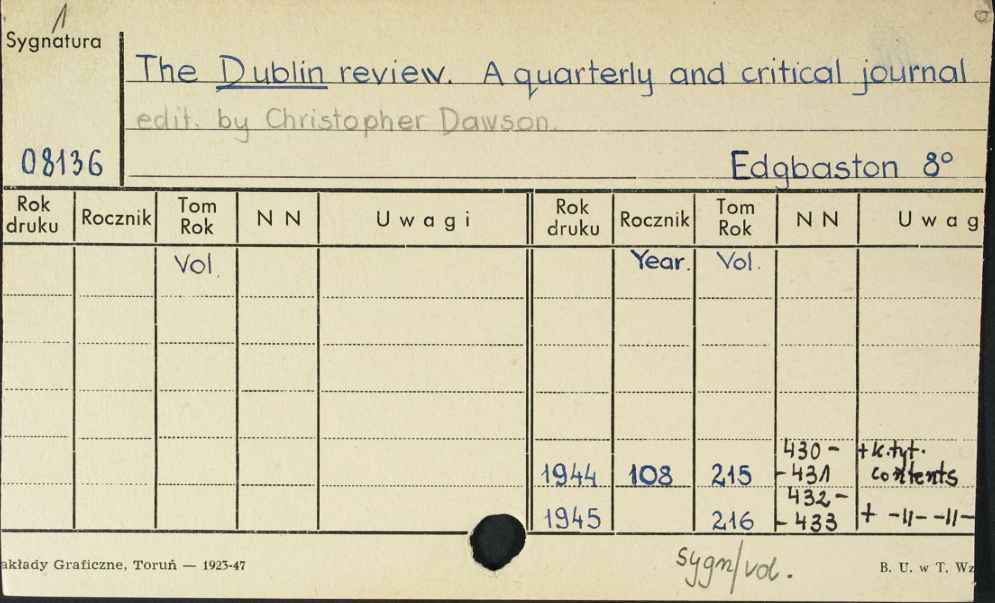 1
Sygnatura
The Dublin review. A quarterly and critical journal
edit. by Christopher Dawson.
08136
Edgbaston 8°
Rok druku Rocznik Tom Rok N N Uwagi Rok druku Rocznik Tom Rok N N Uwag
Vol. Year. Vol.
430 - +k.tyt.
1944 108 215 - 431 contents
432 -
1945 216 - 433 + -||- -||-
akłady Graficzne, Toruń — 1923-47
sygn/vol.
B. U. w T. Wz